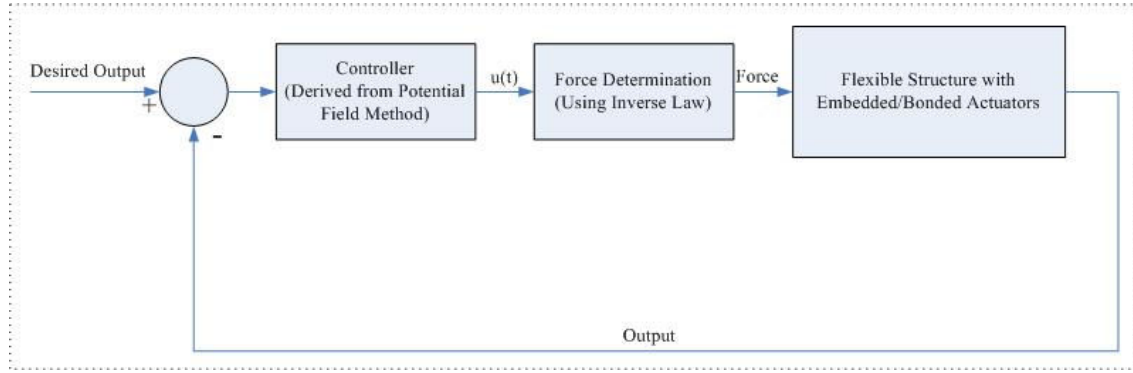 Desired Output
+
-
Controller
(Derived from Potential
Field Method)
u(t)
Force Determination
(Using Inverse Law)
Force
Flexible Structure with
Embedded/Bonded Actuators
Output